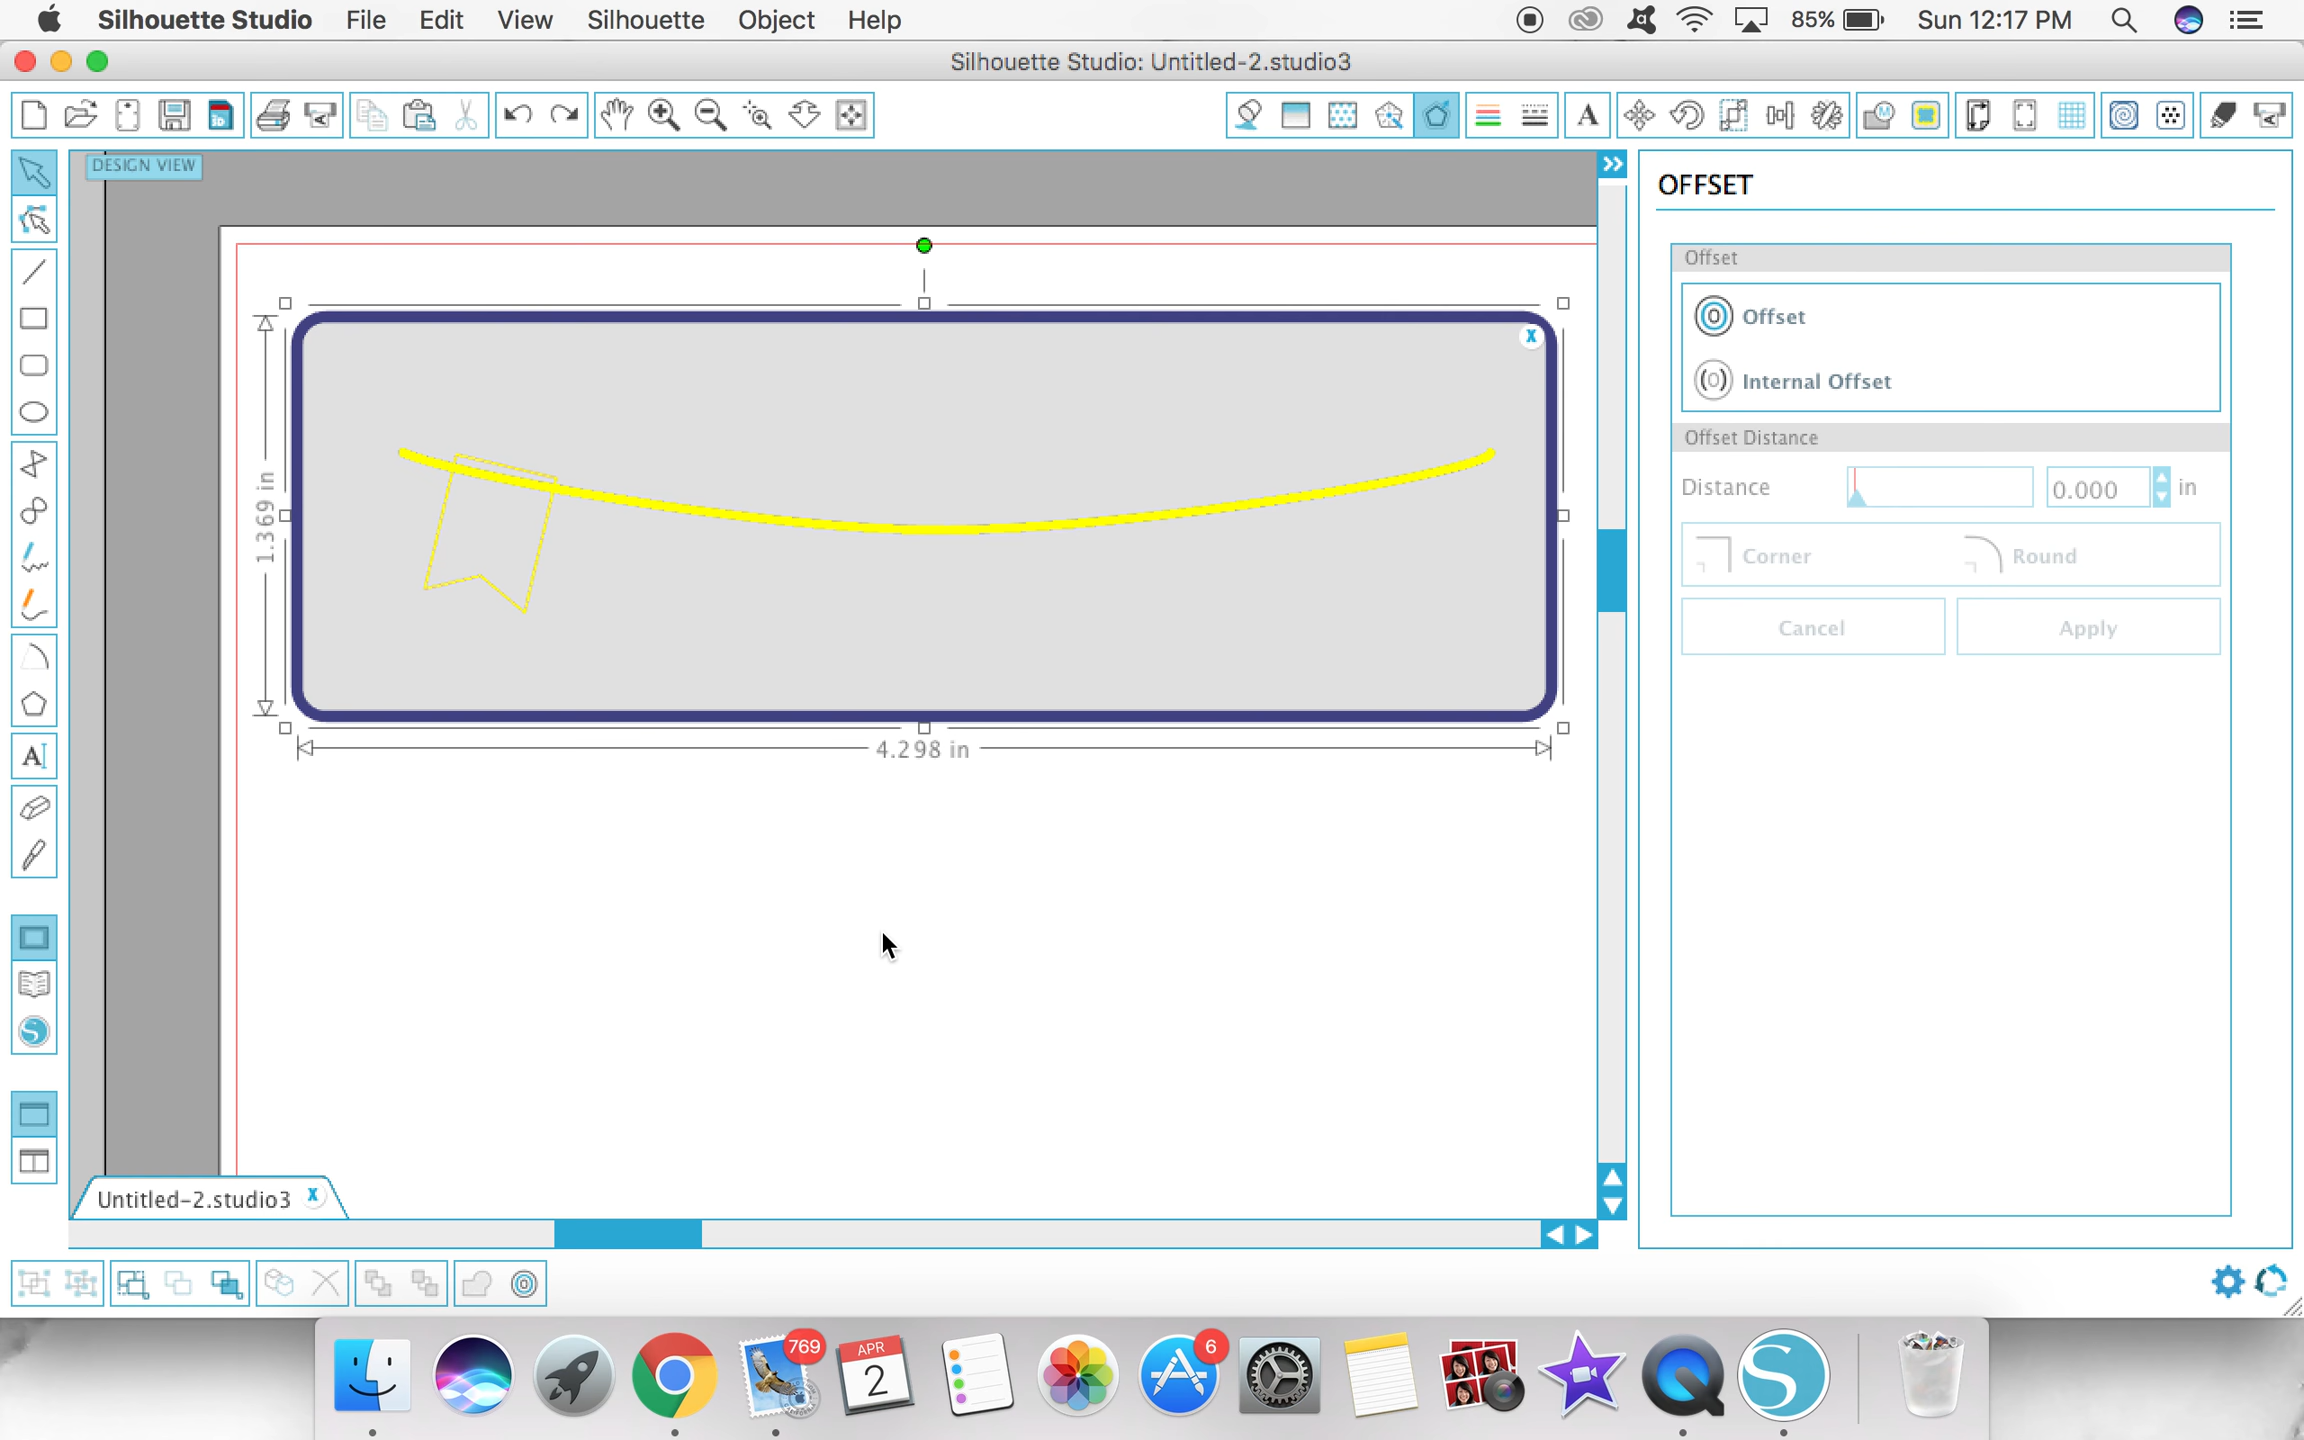 Silhouette Studio File Edit View Silhouette Object Help 85% Sun 12:17 PM
Silhouette Studio: Untitled-2.studio3
DESIGN VIEW
OFFSET
Offset
Offset
Internal Offset
Offset Distance
Distance 0.000 in
Corner Round
Cancel Apply
X
1.369 in
4.298 in
Untitled-2.studio3 X
769
APR
2
6